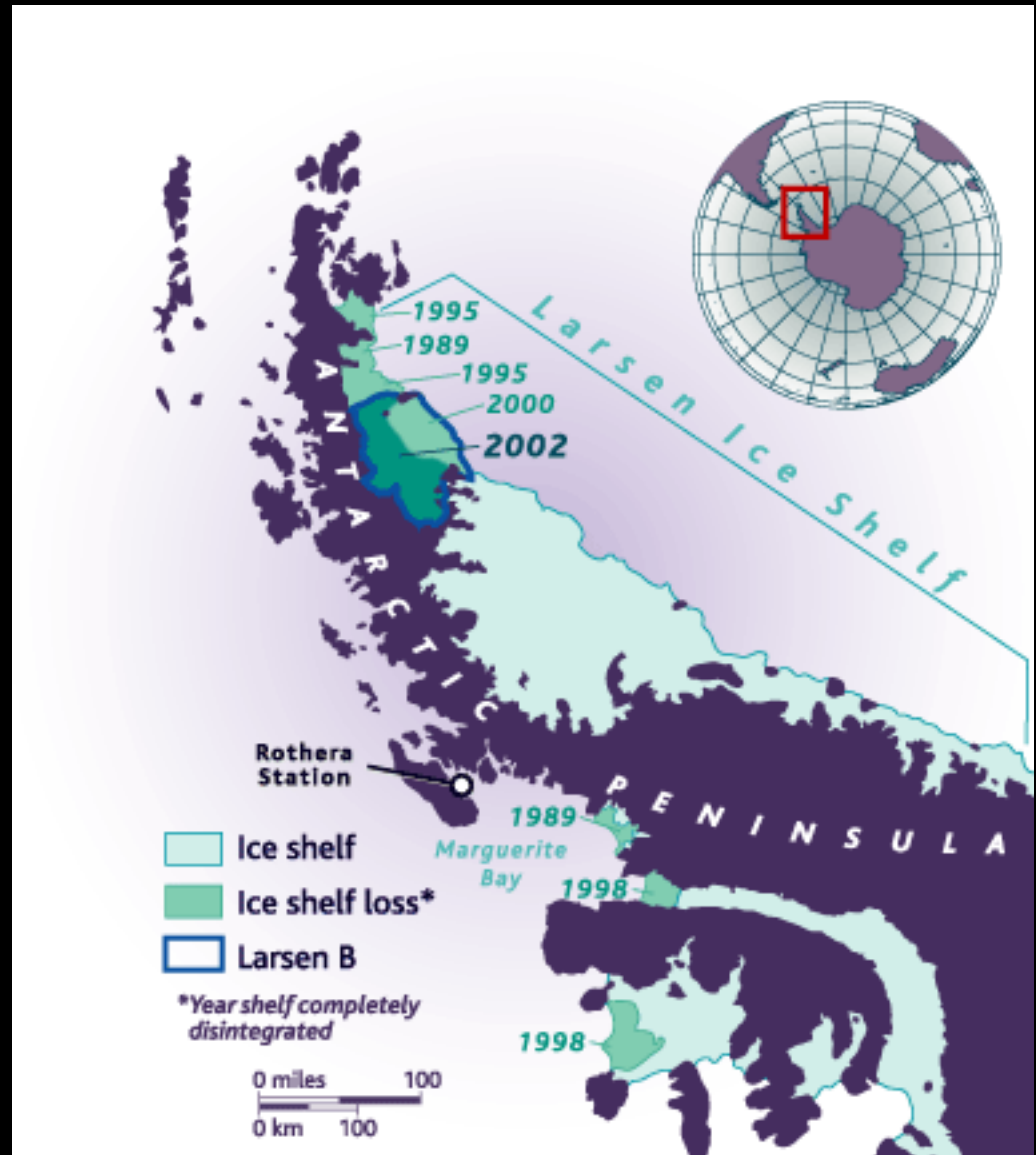 Larsen Ice Shelf
1995
1989
1995
2000
2002
ANTARCTIC
PENINSULA
Rothera
Station
1989
Marguerite
Bay
1998
1998
Ice shelf
Ice shelf loss*
Larsen B
*Year shelf completely
disintegrated
0 miles 100
0 km 100